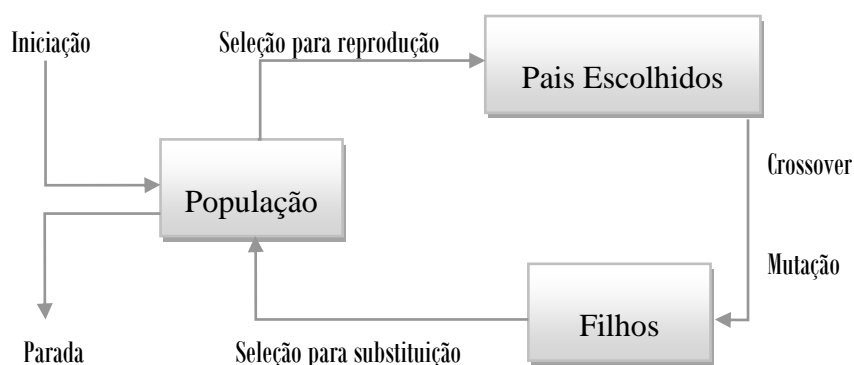 Iniciação
Seleção para reprodução
Pais Escolhidos
Crossover
População
Mutação
Filhos
Parada
Seleção para substituição